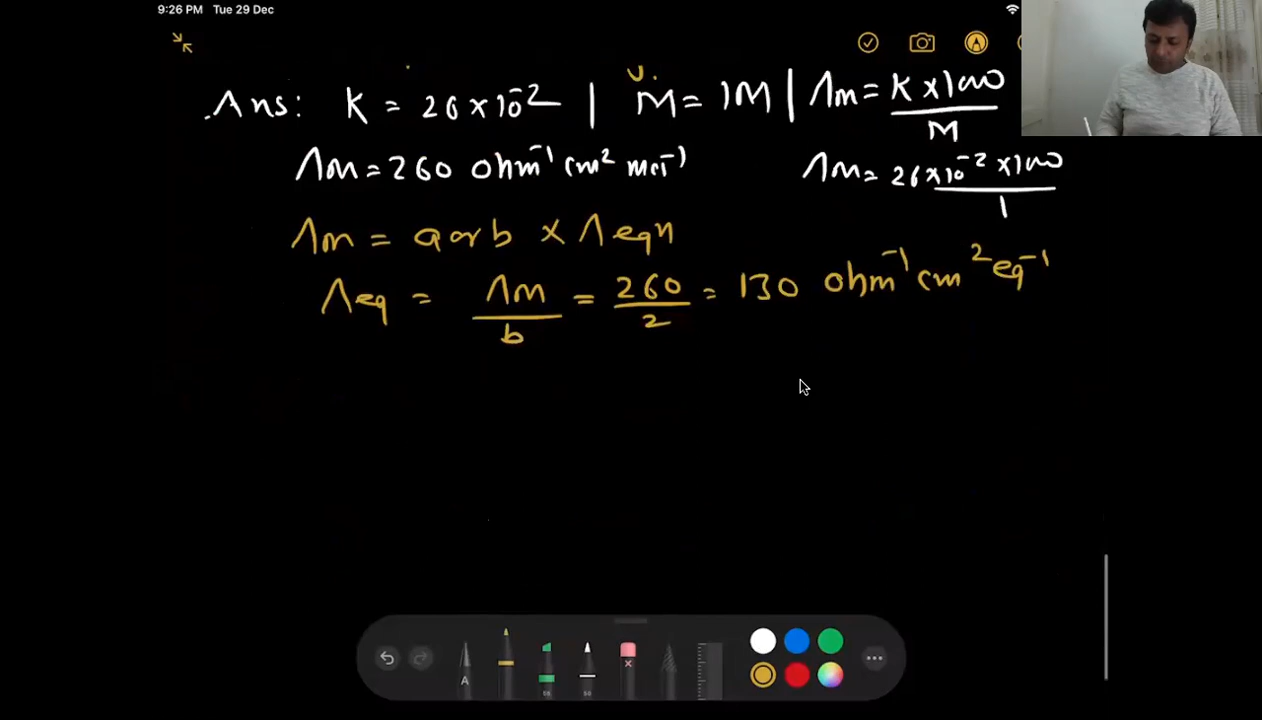 9:26 PM Tue 29 Dec
Ans: K = 26 × 10⁻² | M = 1M | Λm = K × 1000 / M
Λm = 260 ohm⁻¹ cm² mol⁻¹
Λm = 26 × 10⁻² × 1000 / 1
Λm = a or b × Λeqn
Λeq = Λm / b = 260 / 2 = 130 ohm⁻¹ cm² eq⁻¹
A